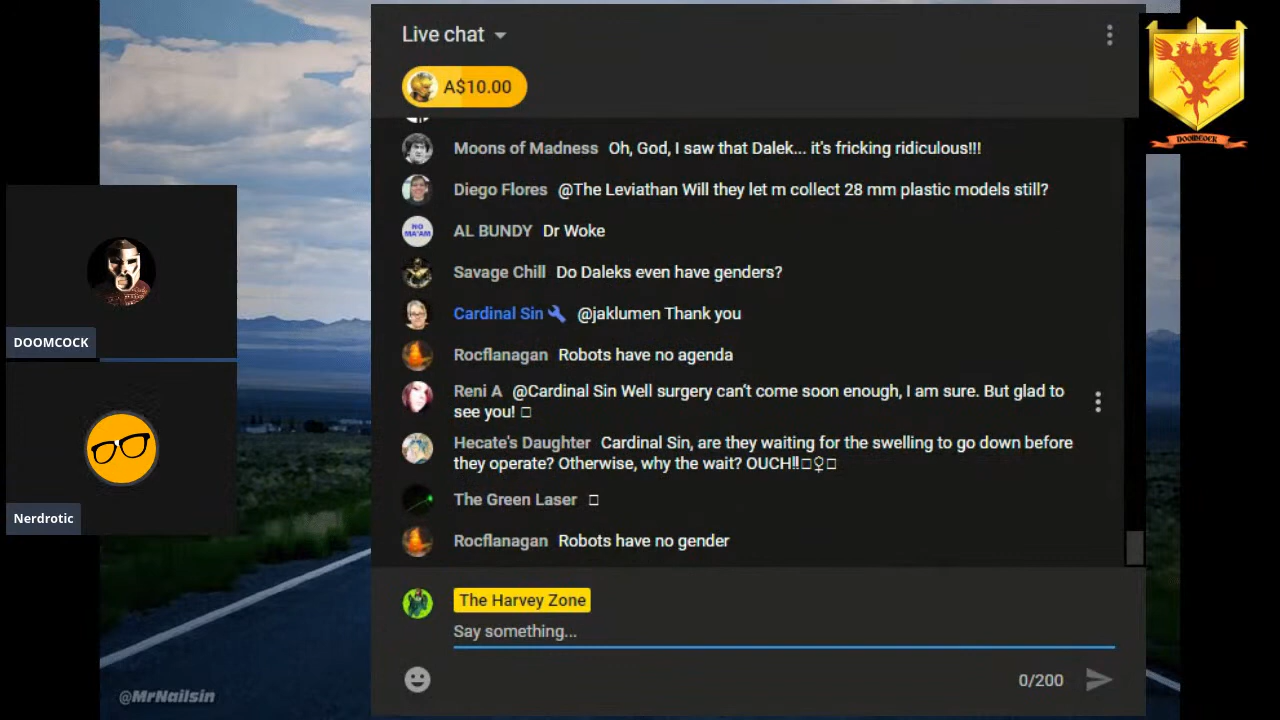 Live chat
A$10.00
DOOMCOCK
Moons of Madness Oh, God, I saw that Dalek... it's fricking ridiculous!!!
Diego Flores @The Leviathan Will they let m collect 28 mm plastic models still?
NO MA'AM
AL BUNDY Dr Woke
Savage Chill Do Daleks even have genders?
Cardinal Sin @jaklumen Thank you
DOOMCOCK
Rocflanagan Robots have no agenda
Reni A @Cardinal Sin Well surgery can't come soon enough, I am sure. But glad to
see you! □
Hecate's Daughter Cardinal Sin, are they waiting for the swelling to go down before
they operate? Otherwise, why the wait? OUCH!!□♀□
The Green Laser □
Nerdrotic
Rocflanagan Robots have no gender
The Harvey Zone
Say something...
0/200
@MrNailsin